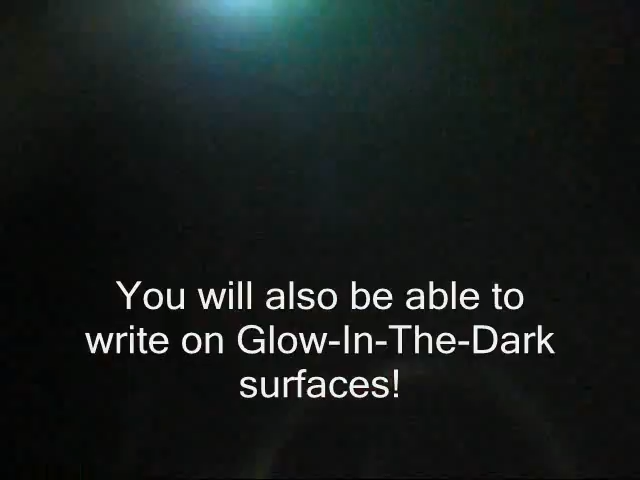 You will also be able to
write on Glow-In-The-Dark
surfaces!